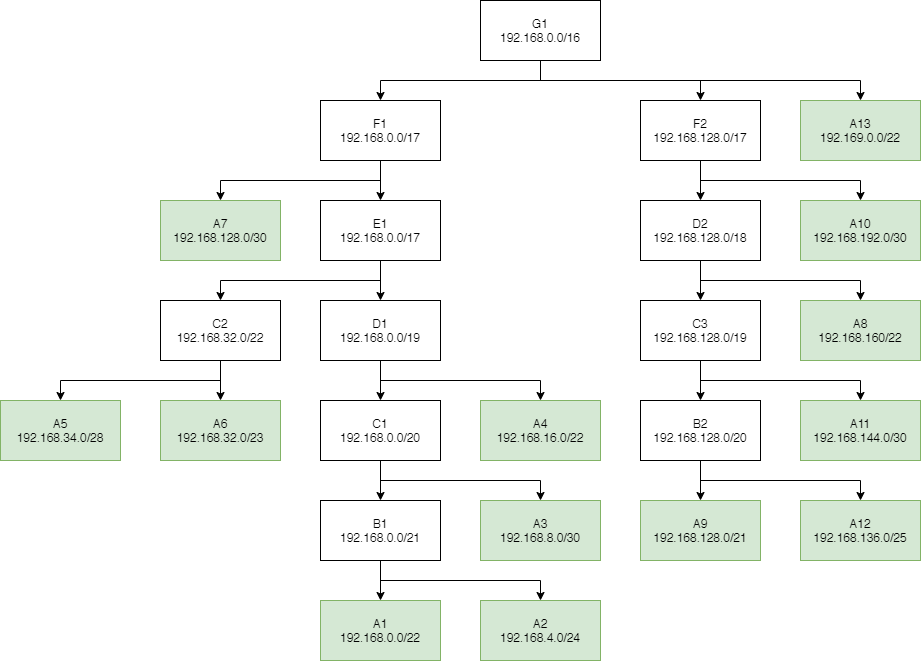 G1
192.168.0.0/16
F1
192.168.0.0/17
F2
192.168.128.0/17
A13
192.169.0.0/22
A7
192.168.128.0/30
E1
192.168.0.0/17
D2
192.168.128.0/18
A10
192.168.192.0/30
C2
192.168.32.0/22
D1
192.168.0.0/19
C3
192.168.128.0/19
A8
192.168.160/22
A5
192.168.34.0/28
A6
192.168.32.0/23
C1
192.168.0.0/20
A4
192.168.16.0/22
B2
192.168.128.0/20
A11
192.168.144.0/30
B1
192.168.0.0/21
A3
192.168.8.0/30
A9
192.168.128.0/21
A12
192.168.136.0/25
A1
192.168.0.0/22
A2
192.168.4.0/24